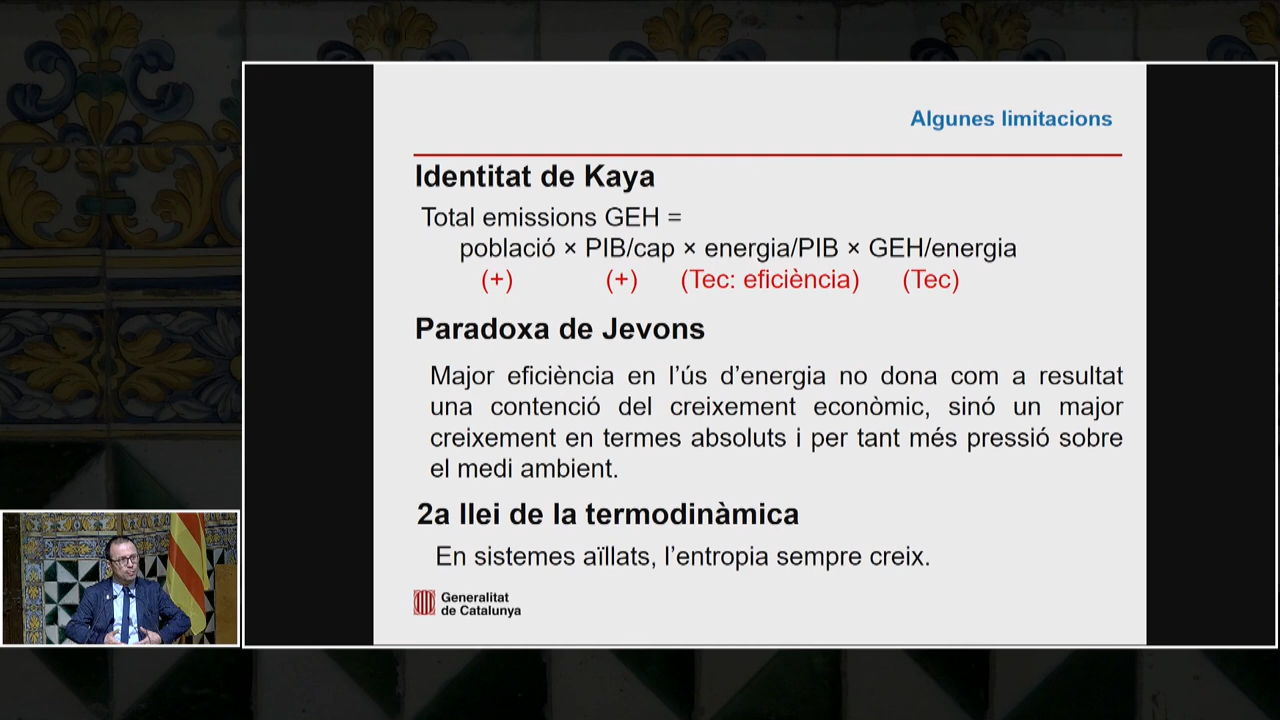 Algunes limitacions
Identitat de Kaya
Total emissions GEH =
població × PIB/cap × energia/PIB × GEH/energia
(+) (+) (Tec: eficiència) (Tec)
Paradoxa de Jevons
Major eficiència en l’ús d’energia no dona com a resultat
una contenció del creixement econòmic, sinó un major
creixement en termes absoluts i per tant més pressió sobre
el medi ambient.
2a llei de la termodinàmica
En sistemes aïllats, l’entropia sempre creix.
Generalitat
de Catalunya